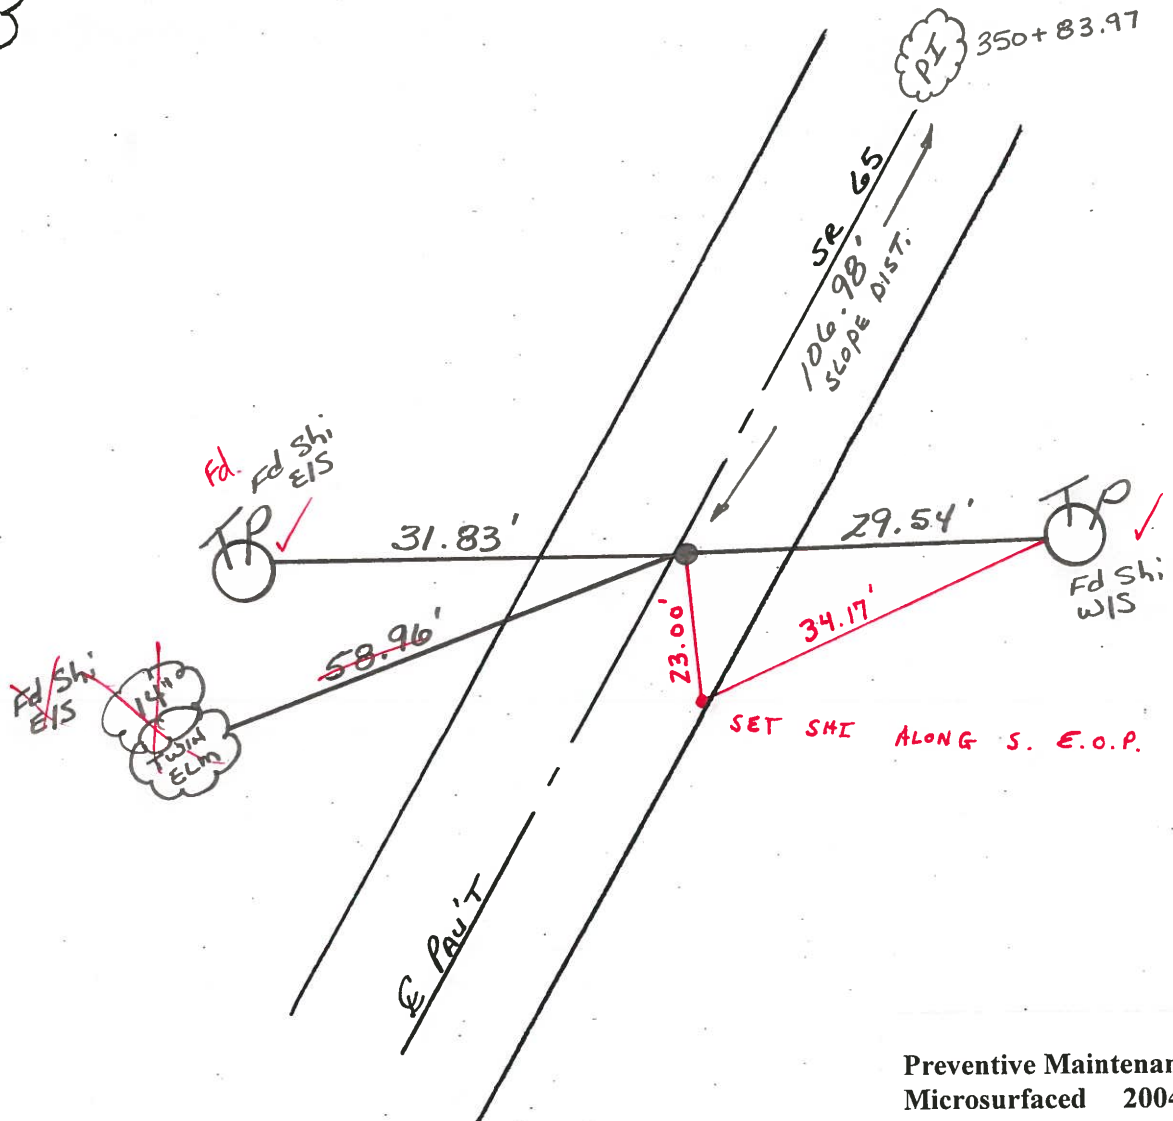 PI
350+83.97
SR 65
106.98'
SLOPE DIST.
Fd.
Fd Shi
E/S
TP
31.83'
29.54'
TP
Fd Shi
W/S
58.96'
23.00'
34.17'
Fd Shi
E/S
14"
TWIN
ELM
SET SHI ALONG S. E.O.P.
℄ PAV'T
Preventive Maintenan
Microsurfaced 2004